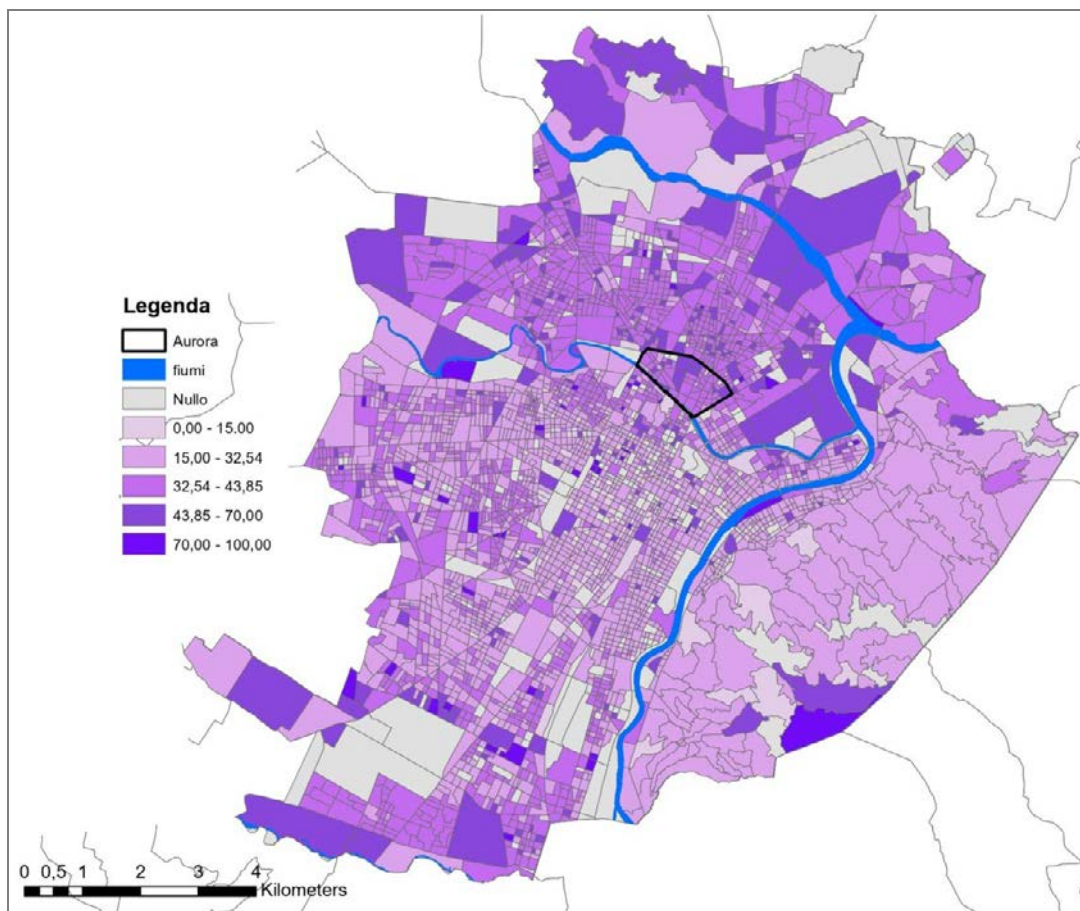 Legenda
Aurora
fiumi
Nullo
0,00 - 15.00
15,00 - 32,54
32,54 - 43,85
43,85 - 70,00
70,00 - 100,00
0 0,5 1 2 3 4
Kilometers